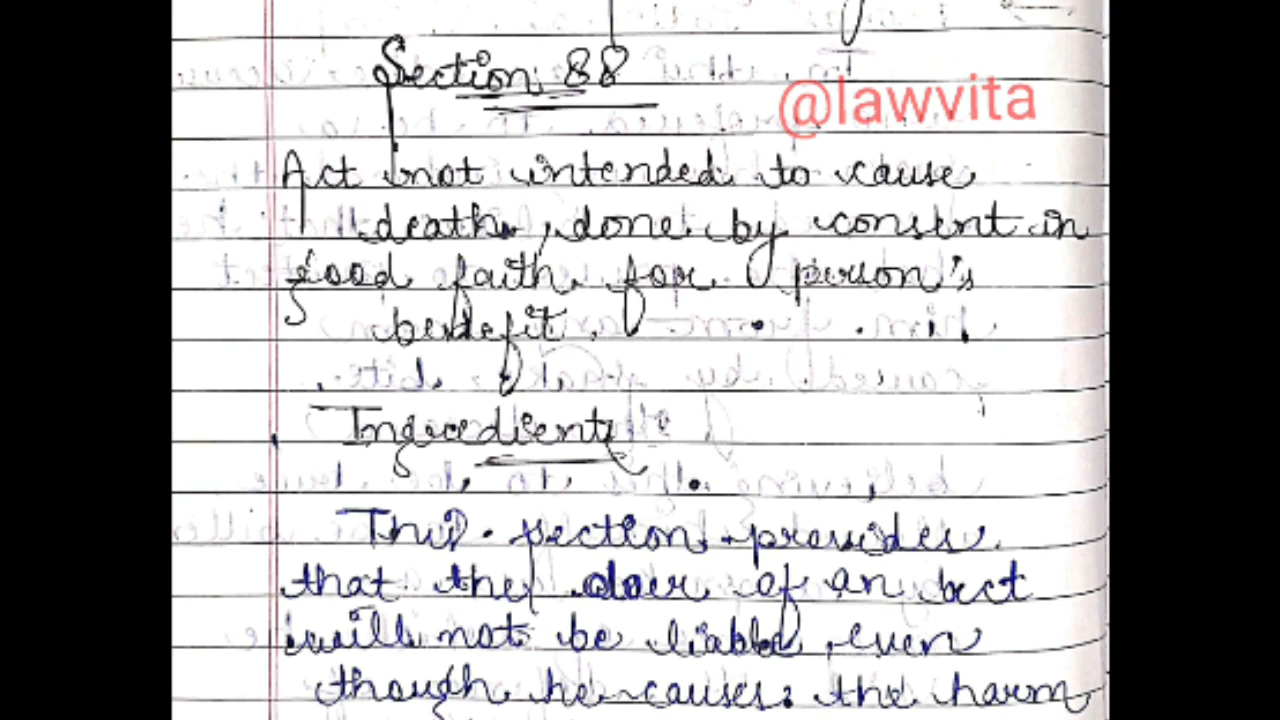 Section 88
@lawvita
Act not intended to cause
death, done by consent in
good faith for person's
benefit.
Ingredients
This section provides
that the doer of an act
will not be liable, even
though he causes the harm